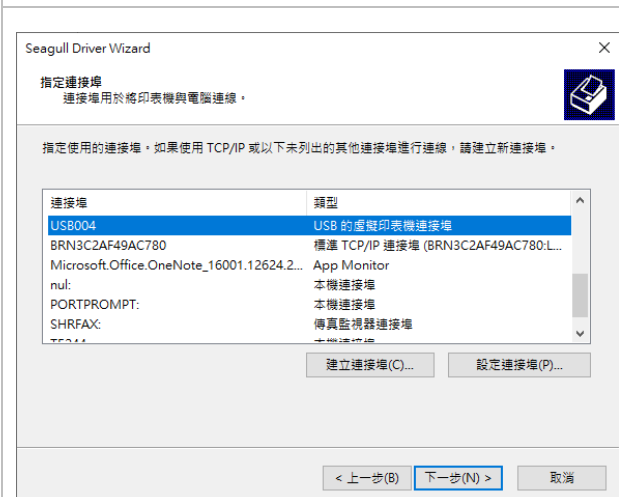 Seagull Driver Wizard
指定連接埠
連接埠用於將印表機與電腦連線。
指定使用的連接埠。如果使用 TCP/IP 或以下未列出的其他連接埠進行連線，請建立新連接埠。
連接埠 類型
USB004 USB 的虛擬印表機連接埠
BRN3C2AF49AC780 標準 TCP/IP 連接埠 (BRN3C2AF49AC780:L...
Microsoft.Office.OneNote_16001.12624.2... App Monitor
nul: 本機連接埠
PORTPROMPT: 本機連接埠
SHRFAX: 傳真監視器連接埠
本機連接埠
建立連接埠(C)... 設定連接埠(P)...
< 上一步(B) 下一步(N) > 取消